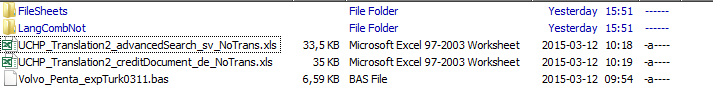 FileSheets File Folder Yesterday 15:51 ------
LangCombNot File Folder Yesterday 15:51 ------
UCHP_Translation2_advancedSearch_sv_NoTrans.xls 33,5 KB Microsoft Excel 97-2003 Worksheet 2015-03-12 10:18 -a----
UCHP_Translation2_creditDocument_de_NoTrans.xls 35 KB Microsoft Excel 97-2003 Worksheet 2015-03-12 10:19 -a----
Volvo_Penta_expTurk0311.bas 6,59 KB BAS File 2015-03-12 09:54 -a----